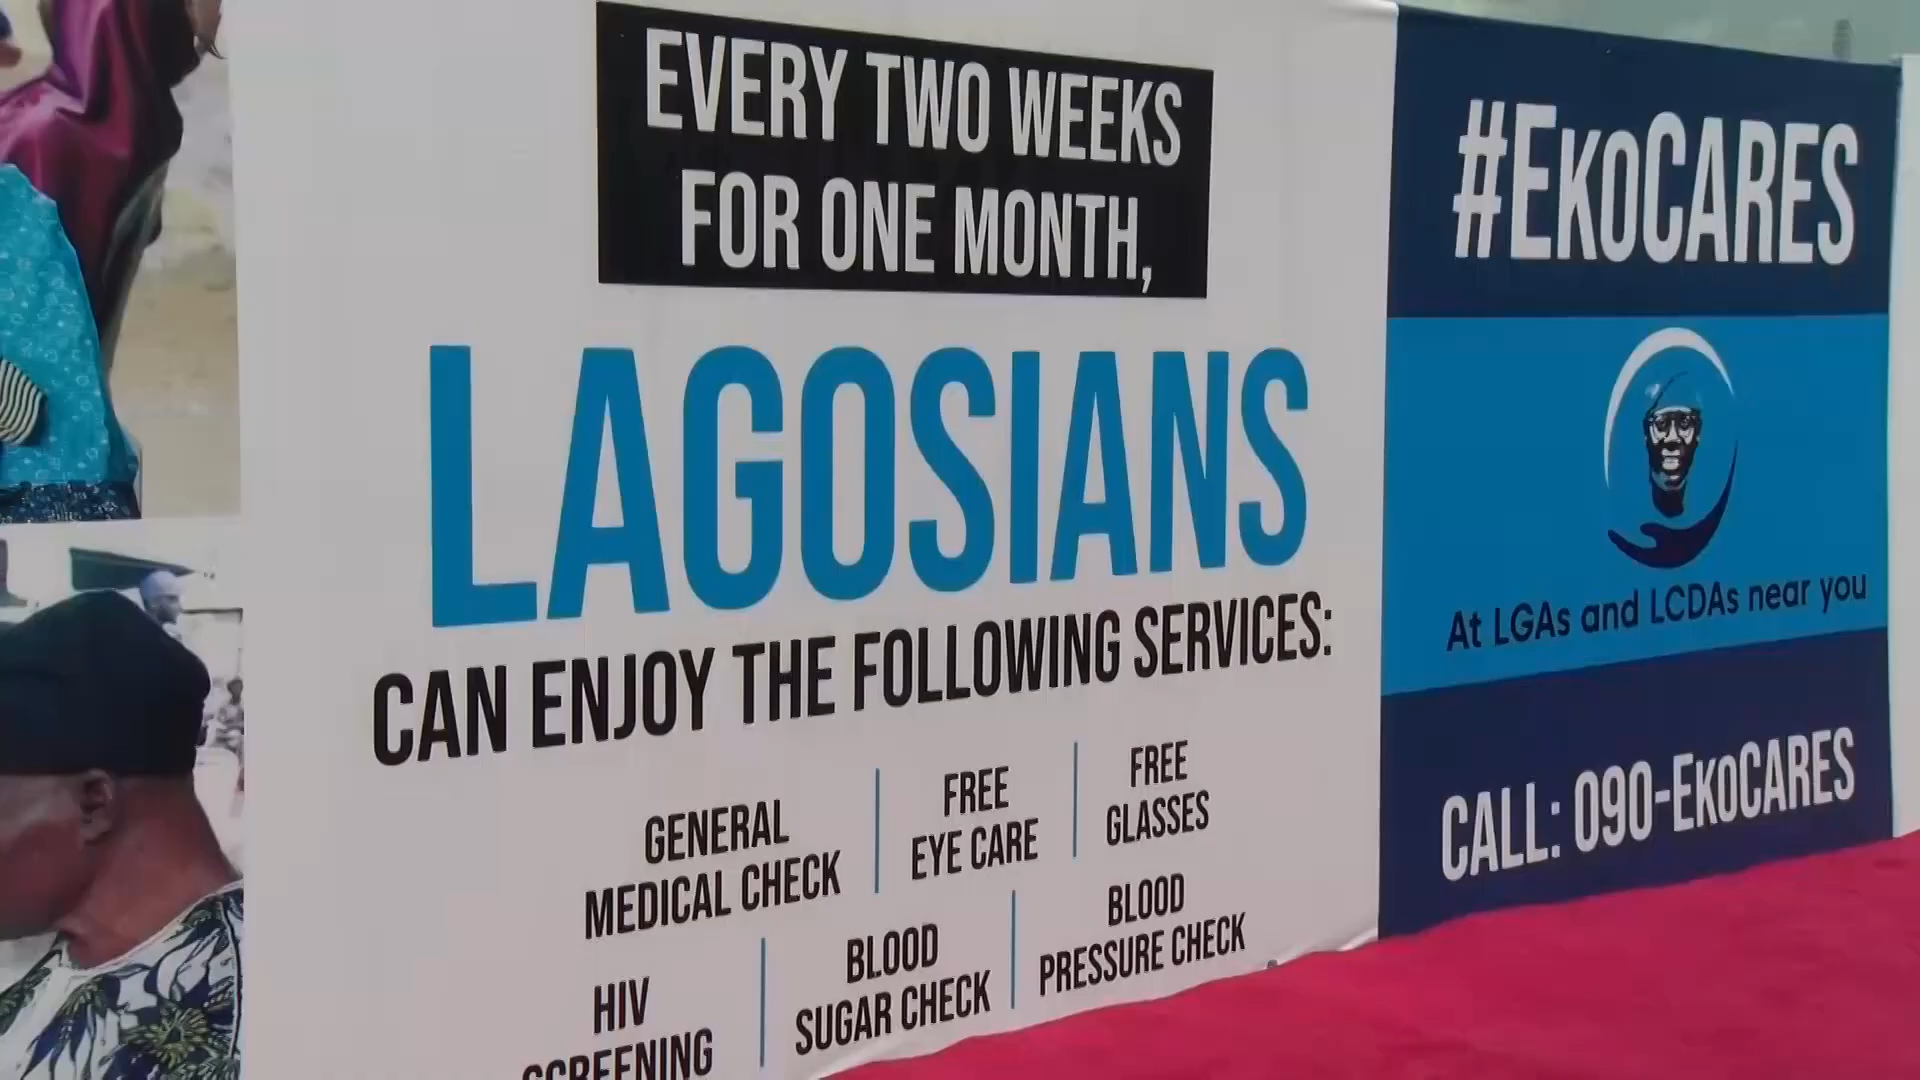 EVERY TWO WEEKS
FOR ONE MONTH,
LAGOSIANS
CAN ENJOY THE FOLLOWING SERVICES:
GENERAL
MEDICAL CHECK
FREE
EYE CARE
FREE
GLASSES
HIV
SCREENING
BLOOD
SUGAR CHECK
BLOOD
PRESSURE CHECK
#EKOCARES
At LGAs and LCDAs near you
CALL: 090-EKOCARES